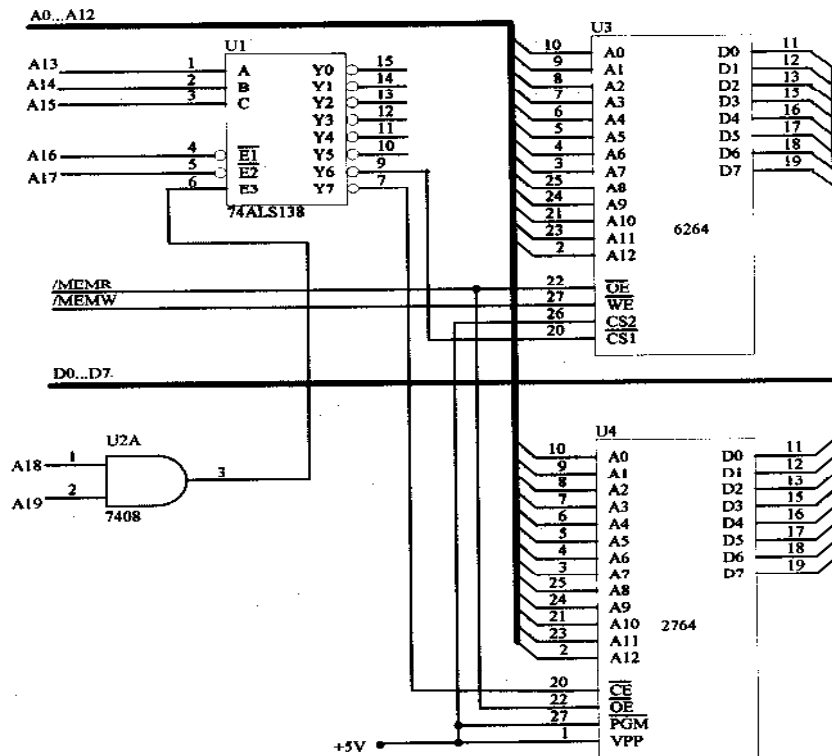 A0...A12
U1
A13 1 A Y0 15
A14 2 B Y1 14
A15 3 C Y2 13
Y3 12
Y4 11
A16 4 E1 Y5 10
A17 5 E2 Y6 9
6 E3 Y7 7
74ALS138
U3
10 A0 D0 11
9 A1 D1 12
8 A2 D2 13
7 A3 D3 15
6 A4 D4 16
5 A5 D5 17
4 A6 D6 18
3 A7 D7 19
25 A8
24 A9
21 A10
23 A11 6264
2 A12
/MEMR 22 OE
/MEMW 27 WE
26 CS2
20 CS1
D0...D7
U2A
A18 1
3
A19 2
7408
U4
10 A0 D0 11
9 A1 D1 12
8 A2 D2 13
7 A3 D3 15
6 A4 D4 16
5 A5 D5 17
4 A6 D6 18
3 A7 D7 19
25 A8
24 A9
21 A10 2764
23 A11
2 A12
20 CE
22 OE
27 PGM
+5V 1 VPP